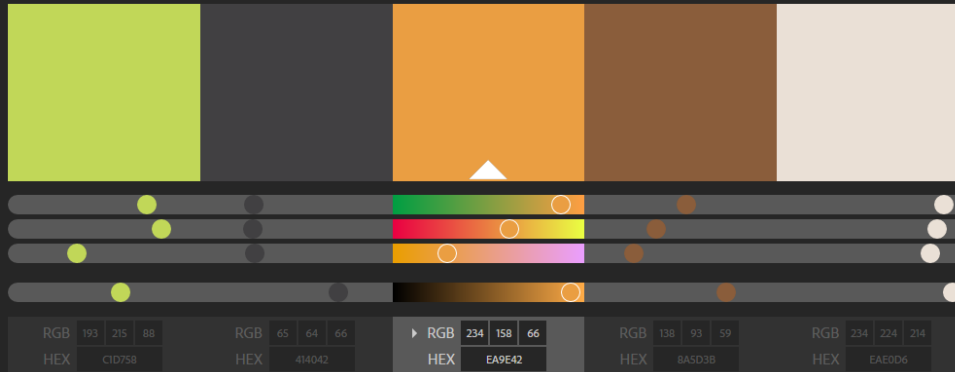 RGB 193 215 88
HEX C1D758
RGB 65 64 66
HEX 414042
RGB 234 158 66
HEX EA9E42
RGB 138 93 59
HEX 8A5D3B
RGB 234 224 214
HEX EAE0D6